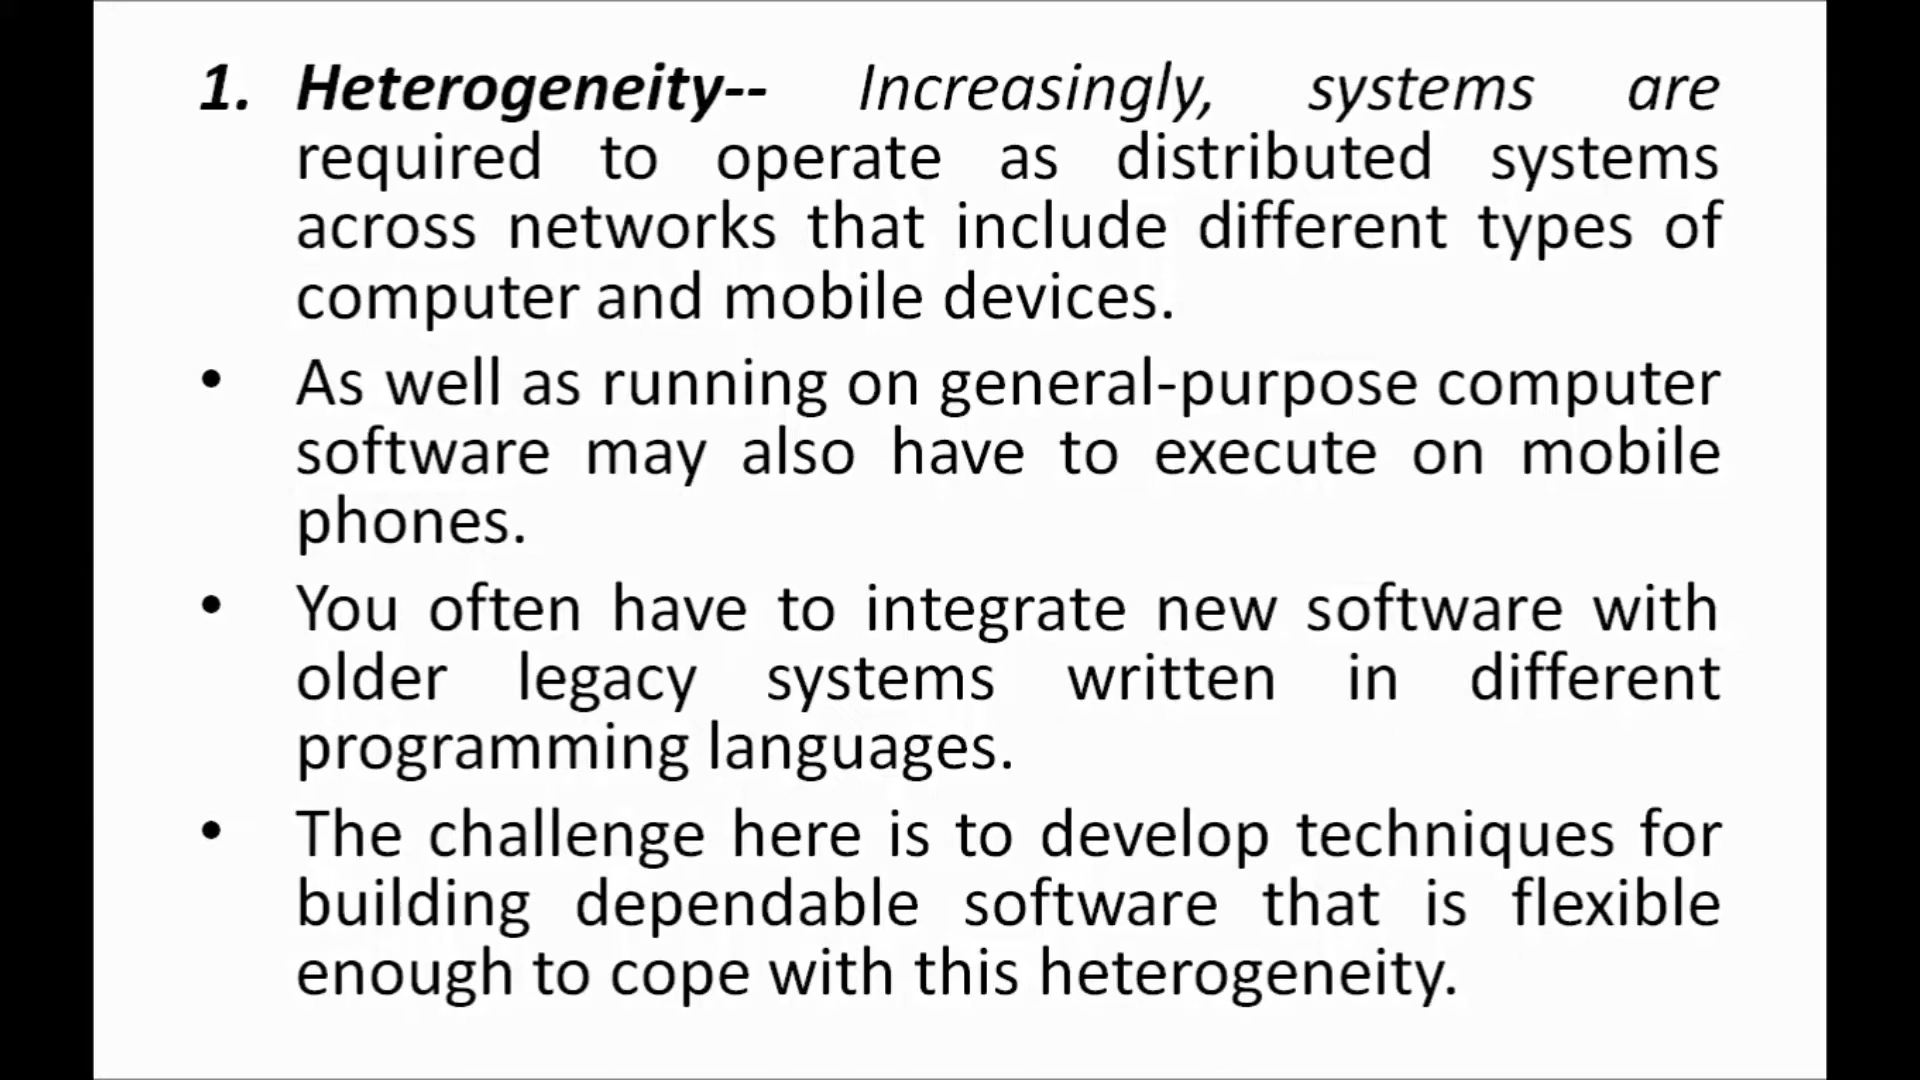 1. Heterogeneity-- Increasingly, systems are
required to operate as distributed systems
across networks that include different types of
computer and mobile devices.
• As well as running on general-purpose computer
software may also have to execute on mobile
phones.
• You often have to integrate new software with
older legacy systems written in different
programming languages.
• The challenge here is to develop techniques for
building dependable software that is flexible
enough to cope with this heterogeneity.